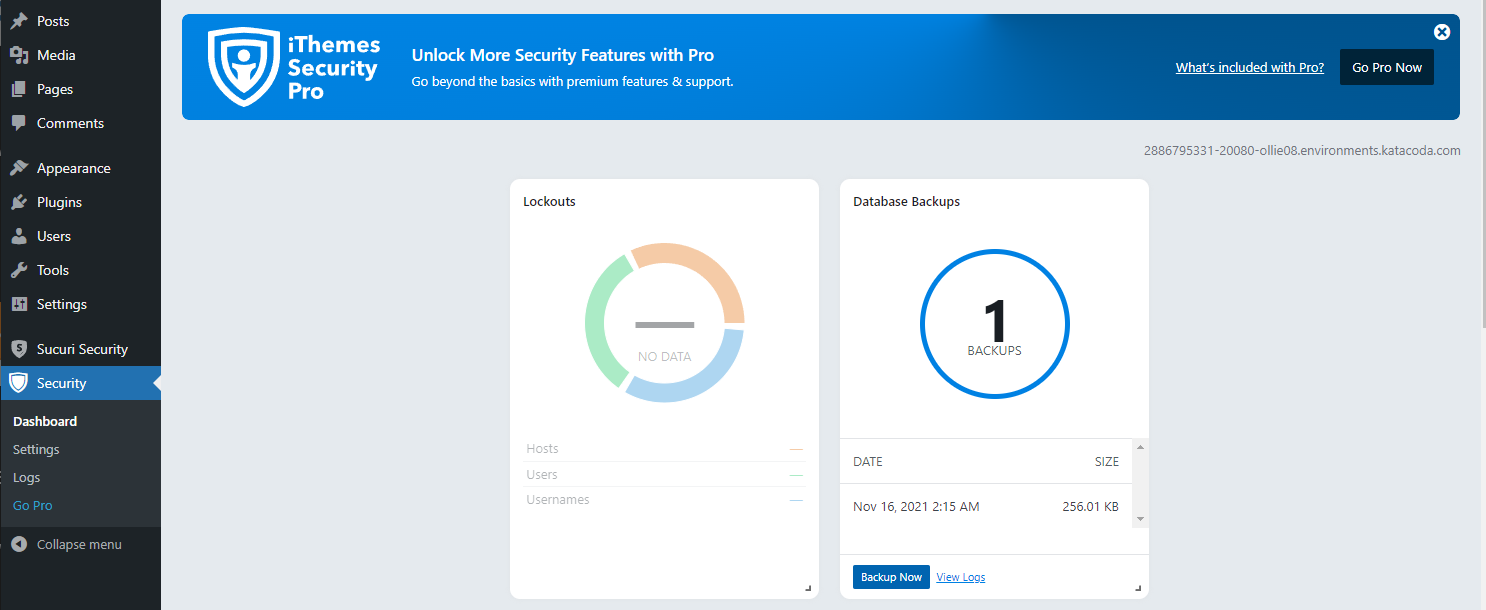 Posts
Media
Pages
Comments
Appearance
Plugins
Users
Tools
Settings
Sucuri Security
Security
Dashboard
Settings
Logs
Go Pro
Collapse menu
iThemes
Security
Pro
Unlock More Security Features with Pro
Go beyond the basics with premium features & support.
What's included with Pro?
Go Pro Now
2886795331-20080-ollie08.environments.katacoda.com
Lockouts
NO DATA
Hosts —
Users —
Usernames —
Database Backups
1
BACKUPS
DATE SIZE
Nov 16, 2021 2:15 AM 256.01 KB
Backup Now View Logs